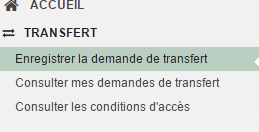 ACCUEIL
TRANSFERT
Enregistrer la demande de transfert
Consulter mes demandes de transfert
Consulter les conditions d'accès